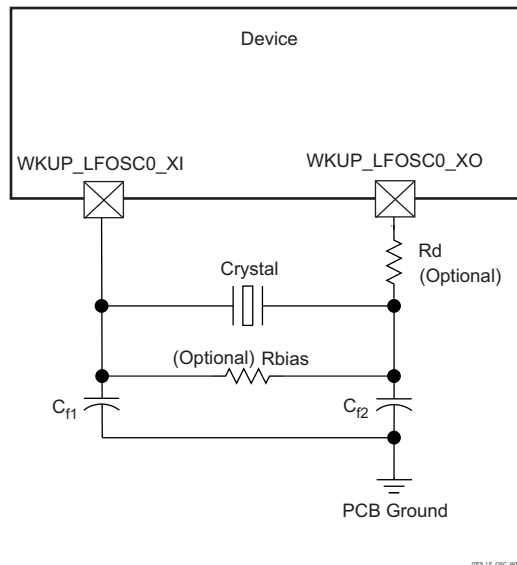 Device
WKUP_LFOSC0_XI
WKUP_LFOSC0_XO
Rd
(Optional)
Crystal
(Optional) Rbias
Cf1
Cf2
PCB Ground